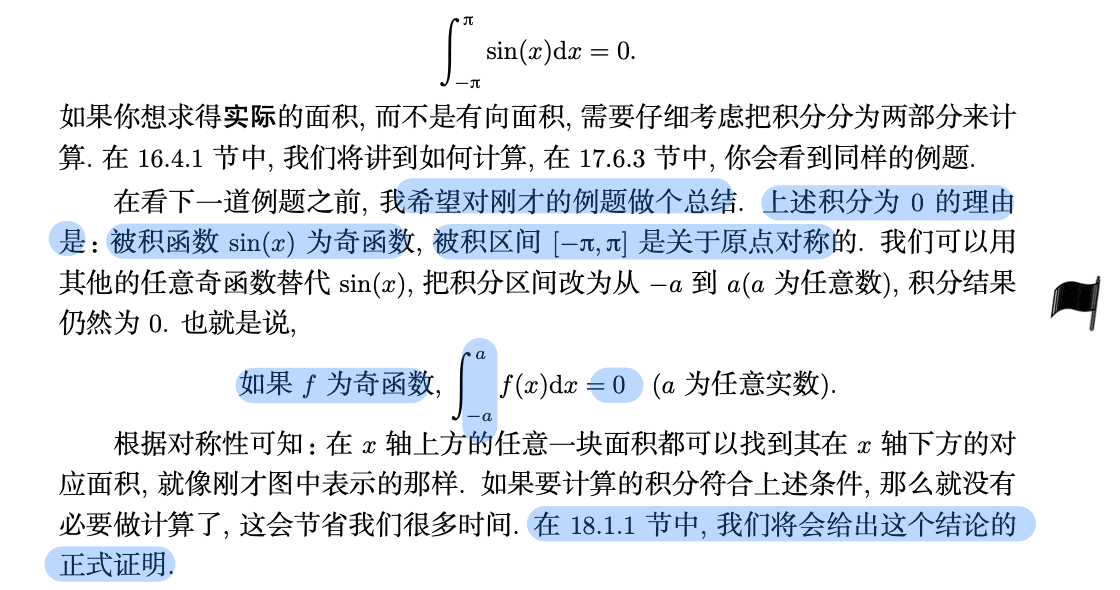 ∫_{−π}^{π} sin(x)dx = 0.
如果你想求得实际的面积, 而不是有向面积, 需要仔细考虑把积分分为两部分来计
算. 在 16.4.1 节中, 我们将讲到如何计算, 在 17.6.3 节中, 你会看到同样的例题.
在看下一道例题之前, 我希望对刚才的例题做个总结. 上述积分为 0 的理由
是: 被积函数 sin(x) 为奇函数, 被积区间 [−π, π] 是关于原点对称的. 我们可以用
其他的任意奇函数替代 sin(x), 把积分区间改为从 −a 到 a(a 为任意数), 积分结果
仍然为 0. 也就是说,
如果 f 为奇函数, ∫_{−a}^{a} f(x)dx = 0 (a 为任意实数).
根据对称性可知: 在 x 轴上方的任意一块面积都可以找到其在 x 轴下方的对
应面积, 就像刚才图中表示的那样. 如果要计算的积分符合上述条件, 那么就没有
必要做计算了, 这会节省我们很多时间. 在 18.1.1 节中, 我们将会给出这个结论的
正式证明.